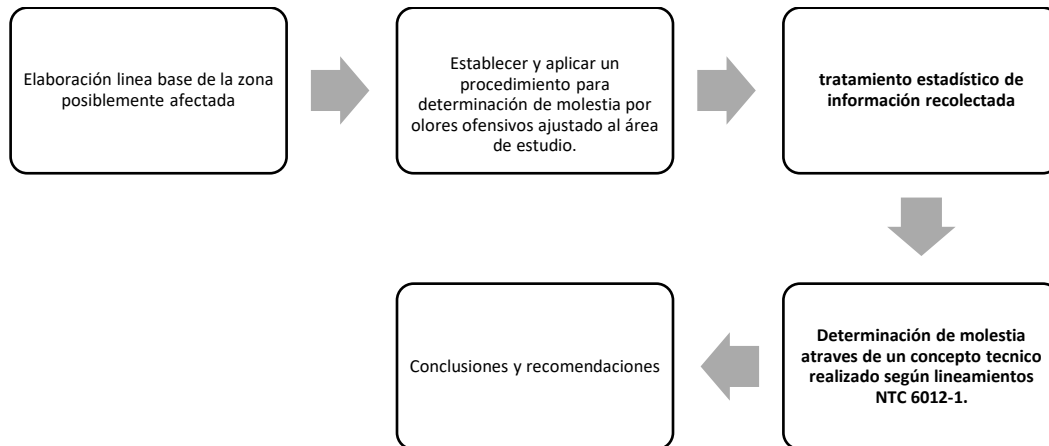 Elaboración linea base de la zona
posiblemente afectada
Establecer y aplicar un
procedimiento para
determinación de molestia por
olores ofensivos ajustado al área
de estudio.
tratamiento estadístico de
información recolectada
Determinación de molestia
atraves de un concepto tecnico
realizado según lineamientos
NTC 6012-1.
Conclusiones y recomendaciones